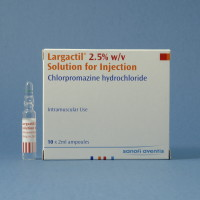 Largactil® 2.5% w/v
Solution for Injection
Chlorpromazine hydrochloride
Intramuscular Use
10 x 2ml ampoules
sanofi aventis